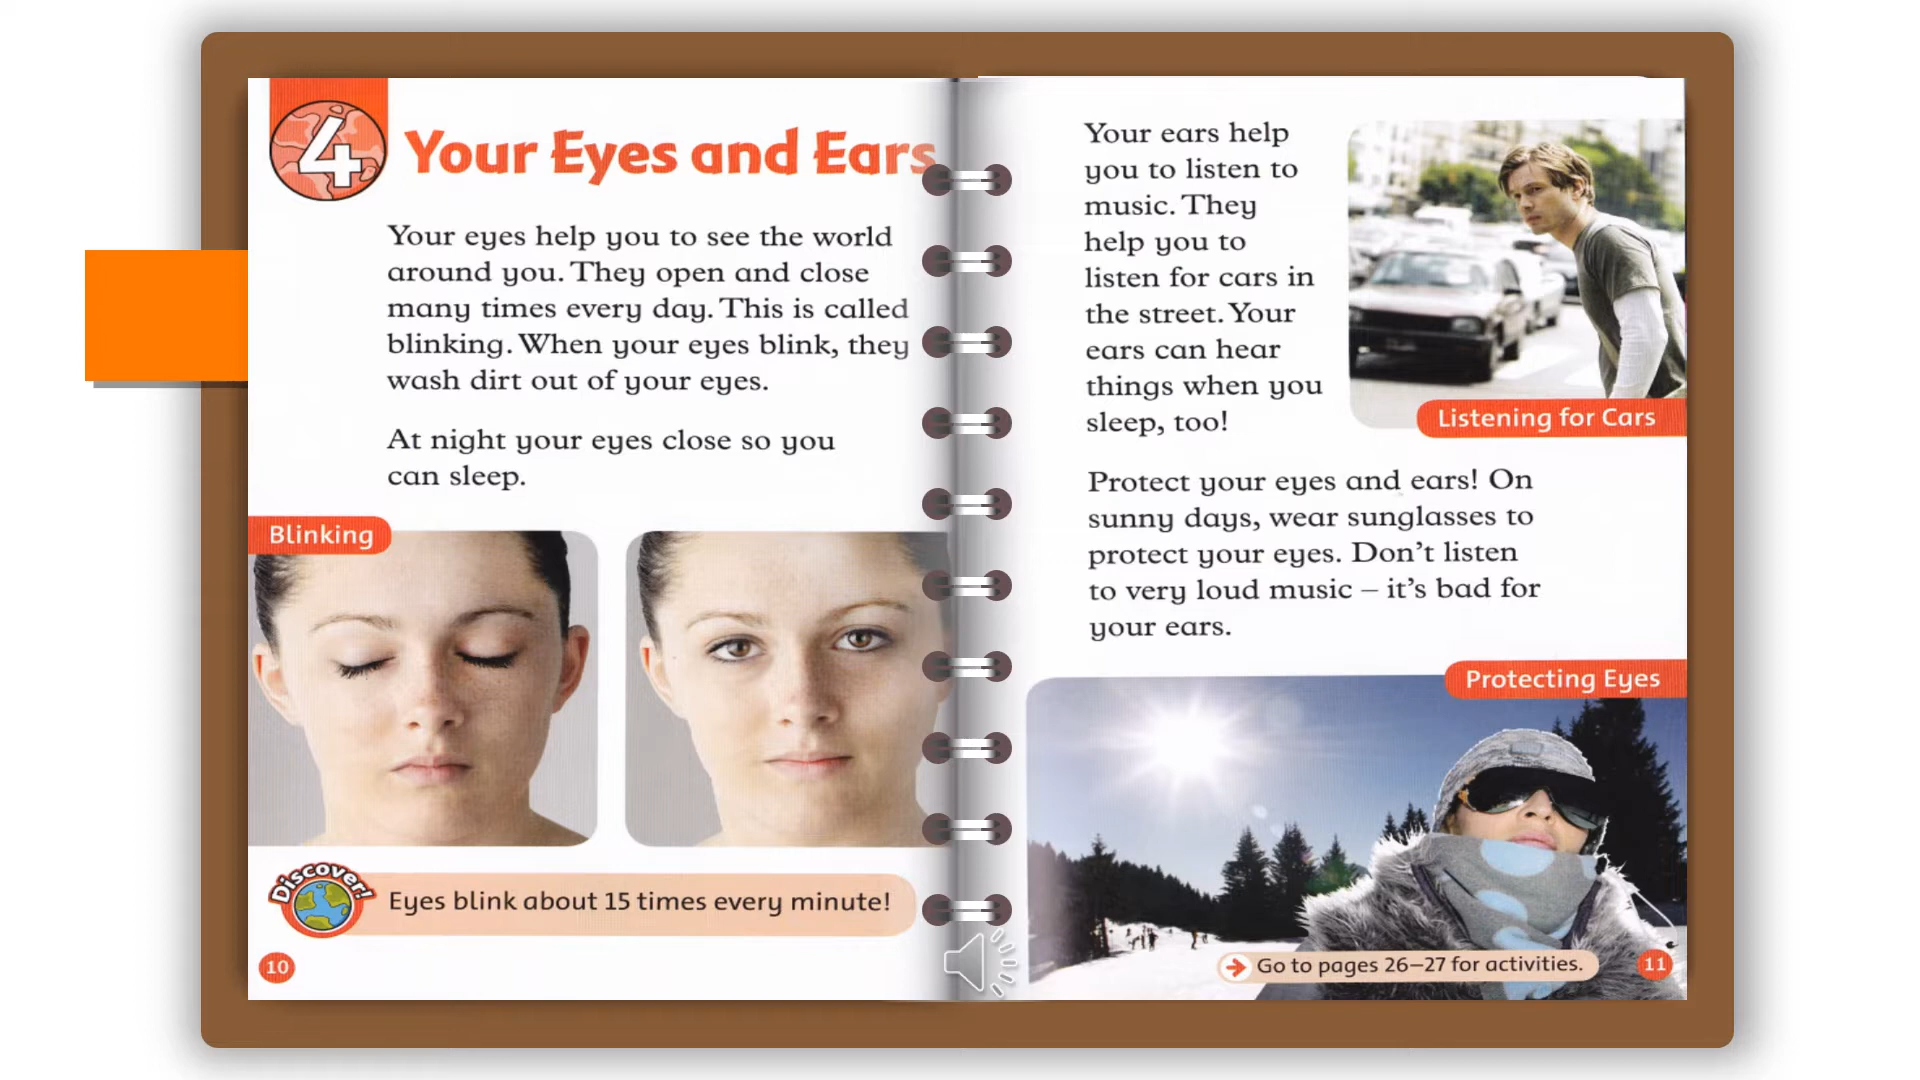 4
Your Eyes and Ears
Your eyes help you to see the world
around you. They open and close
many times every day. This is called
blinking. When your eyes blink, they
wash dirt out of your eyes.
At night your eyes close so you
can sleep.
Blinking
Discover!
Eyes blink about 15 times every minute!
10
Your ears help
you to listen to
music. They
help you to
listen for cars in
the street. Your
ears can hear
things when you
sleep, too!
Listening for Cars
Protect your eyes and ears! On
sunny days, wear sunglasses to
protect your eyes. Don't listen
to very loud music – it's bad for
your ears.
Protecting Eyes
Go to pages 26–27 for activities.
11